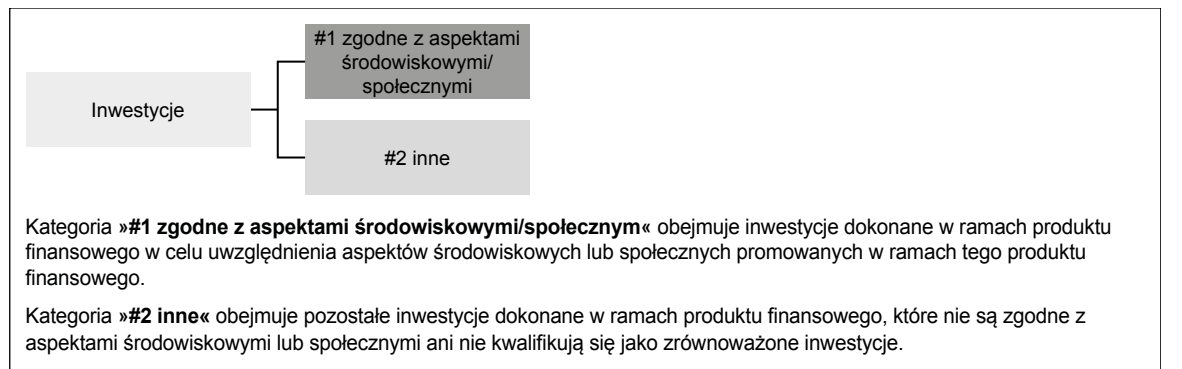 #1 zgodne z aspektami
środowiskowymi/
społecznymi
Inwestycje
#2 inne
Kategoria »#1 zgodne z aspektami środowiskowymi/społecznym« obejmuje inwestycje dokonane w ramach produktu
finansowego w celu uwzględnienia aspektów środowiskowych lub społecznych promowanych w ramach tego produktu
finansowego.
Kategoria »#2 inne« obejmuje pozostałe inwestycje dokonane w ramach produktu finansowego, które nie są zgodne z
aspektami środowiskowymi lub społecznymi ani nie kwalifikują się jako zrównoważone inwestycje.